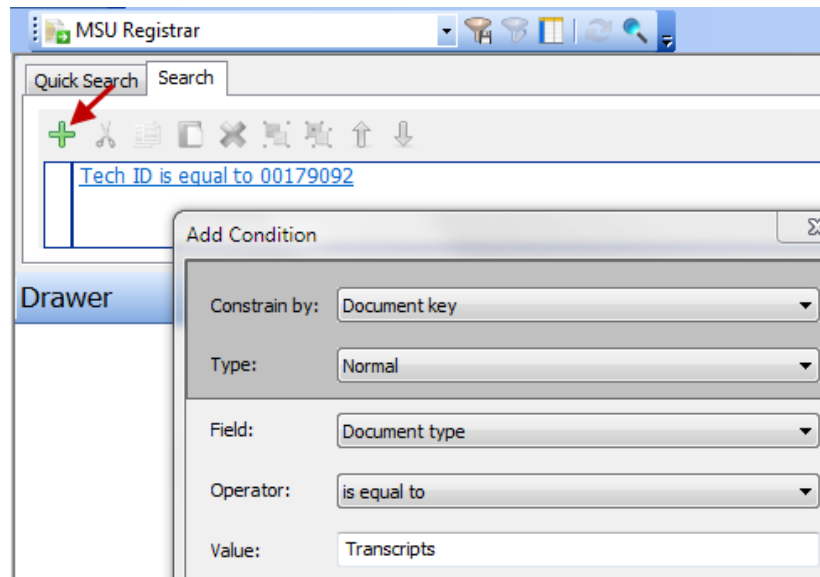 MSU Registrar
Quick Search Search
Tech ID is equal to 00179092
Add Condition
Drawer
Constrain by: Document key
Type: Normal
Field: Document type
Operator: is equal to
Value: Transcripts